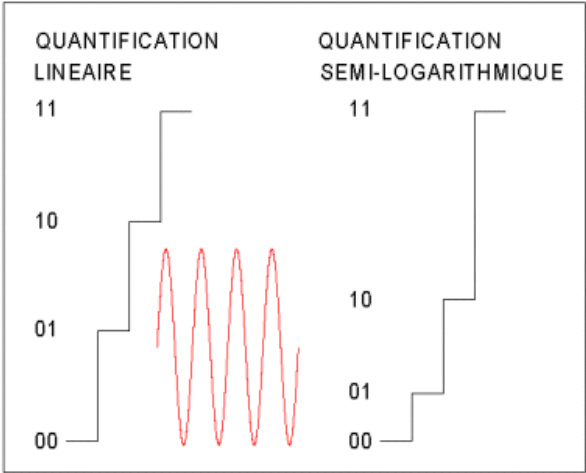 QUANTIFICATION
LINEAIRE
11
10
01
00
QUANTIFICATION
SEMI-LOGARITHMIQUE
11
10
01
00